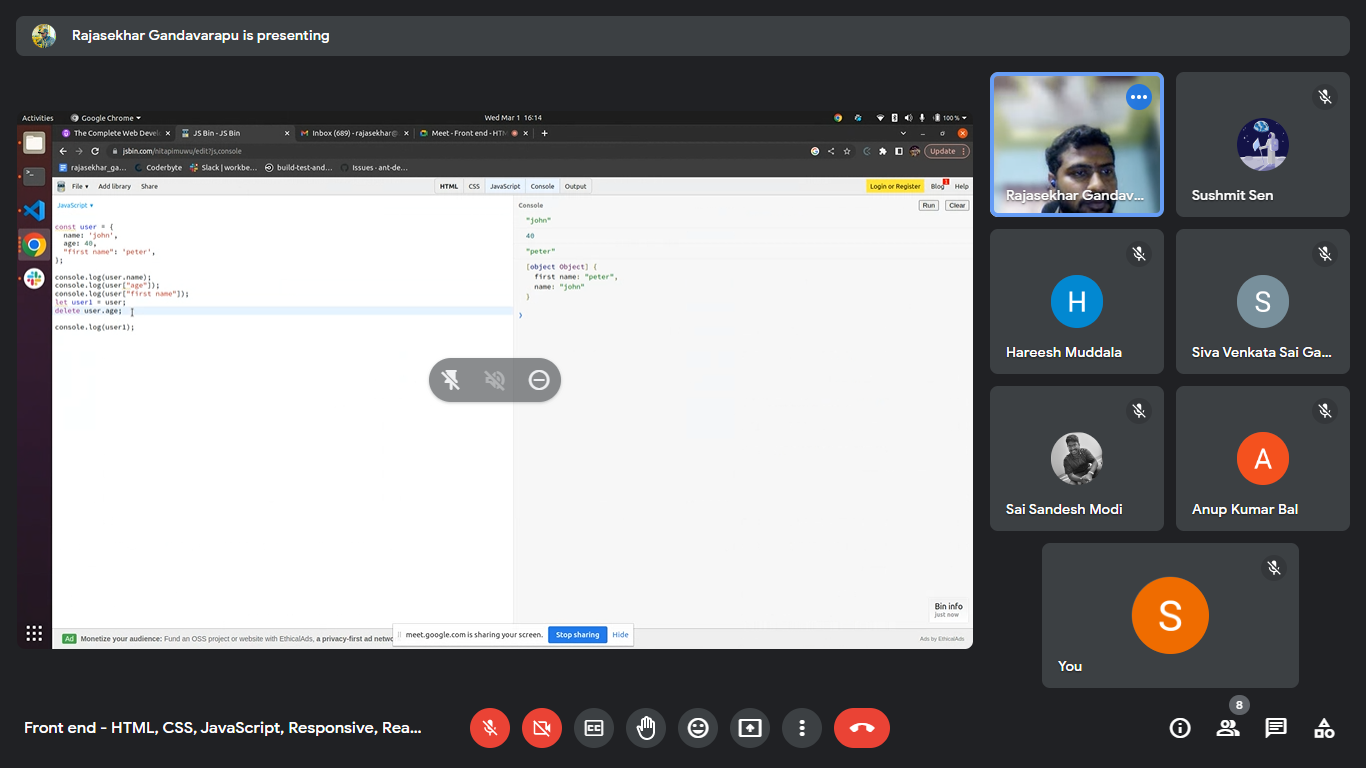 Rajasekhar Gandavarapu is presenting
Activities
Google Chrome ▾
Wed Mar 1 16:14
100 %
The Complete Web Devel
JS Bin - JS Bin
Inbox (689) - rajasekhar@
Meet - Front end - HTM
jsbin.com/nitapimuwu/edit?js,console
Update
rajasekhar_ga...
Coderbyte
Slack | workbe...
build-test-and...
Issues · ant-de...
File ▾ Add library Share
HTML CSS JavaScript Console Output
Login or Register Blog 1 Help
JavaScript ▾
const user = {
name: 'john',
age: 40,
"first name": 'peter',
};
console.log(user.name);
console.log(user["age"]);
console.log(user["first name"]);
let user1 = user;
delete user.age;
console.log(user1);
Console
Run Clear
"john"
40
"peter"
[object Object] {
first name: "peter",
name: "john"
}
Bin info
just now
Ad Monetize your audience: Fund an OSS project or website with EthicalAds, a privacy-first ad netwo
Ads by EthicalAds
meet.google.com is sharing your screen. Stop sharing Hide
Rajasekhar Gandav...
Sushmit Sen
H
Hareesh Muddala
S
Siva Venkata Sai Ga...
Sai Sandesh Modi
A
Anup Kumar Bal
S
You
Front end - HTML, CSS, JavaScript, Responsive, Rea...
CC
8